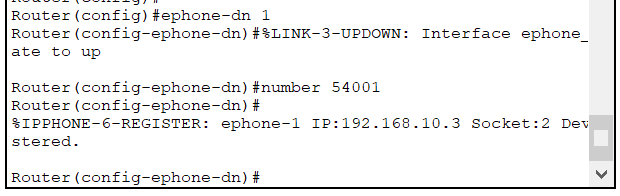 Router(config)#
Router(config)#ephone-dn 1
Router(config-ephone-dn)#%LINK-3-UPDOWN: Interface ephone_
ate to up
Router(config-ephone-dn)#number 54001
Router(config-ephone-dn)#
%IPPHONE-6-REGISTER: ephone-1 IP:192.168.10.3 Socket:2 Dev
stered.
Router(config-ephone-dn)#